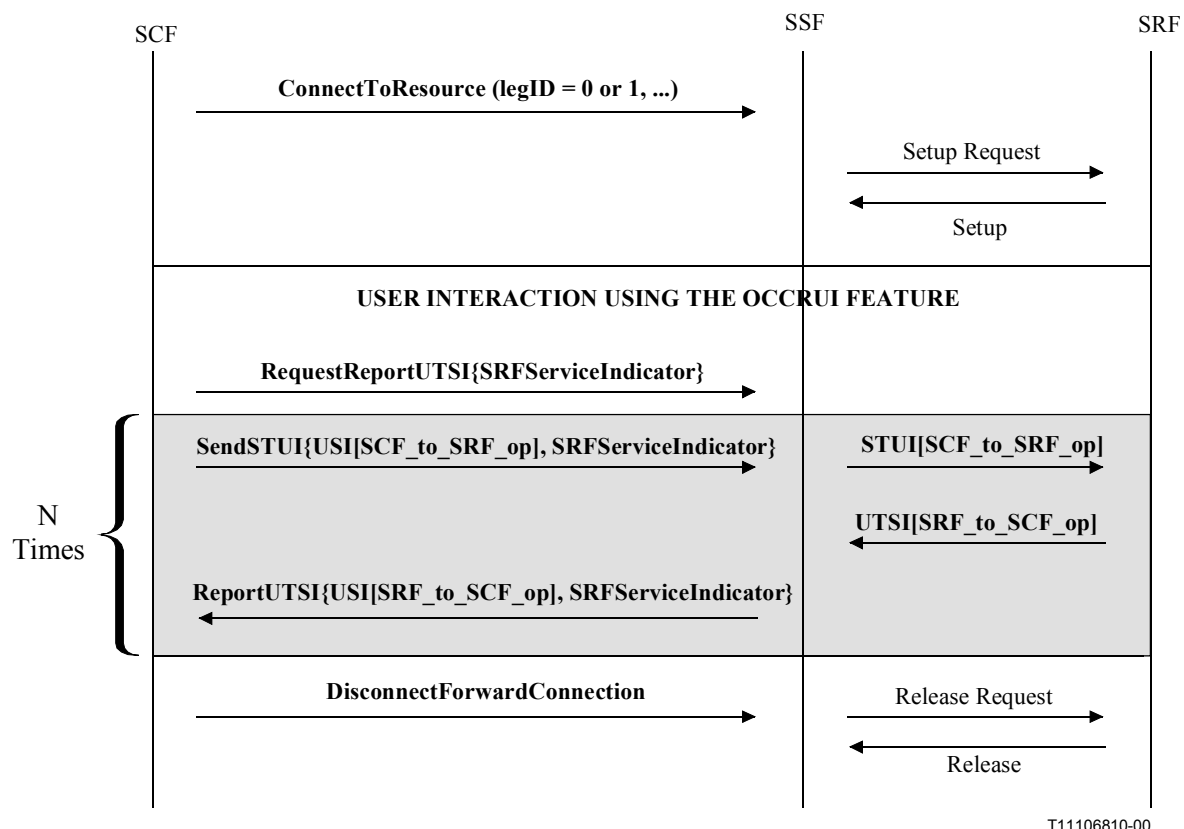 SCF
SSF
SRF
ConnectToResource (legID = 0 or 1, ...)
Setup Request
Setup
USER INTERACTION USING THE OCCRUI FEATURE
RequestReportUTSI{SRFServiceIndicator}
SendSTUI{USI[SCF_to_SRF_op], SRFServiceIndicator}
STUI[SCF_to_SRF_op]
N
Times
UTSI[SRF_to_SCF_op]
ReportUTSI{USI[SRF_to_SCF_op], SRFServiceIndicator}
DisconnectForwardConnection
Release Request
Release
T11106810-00